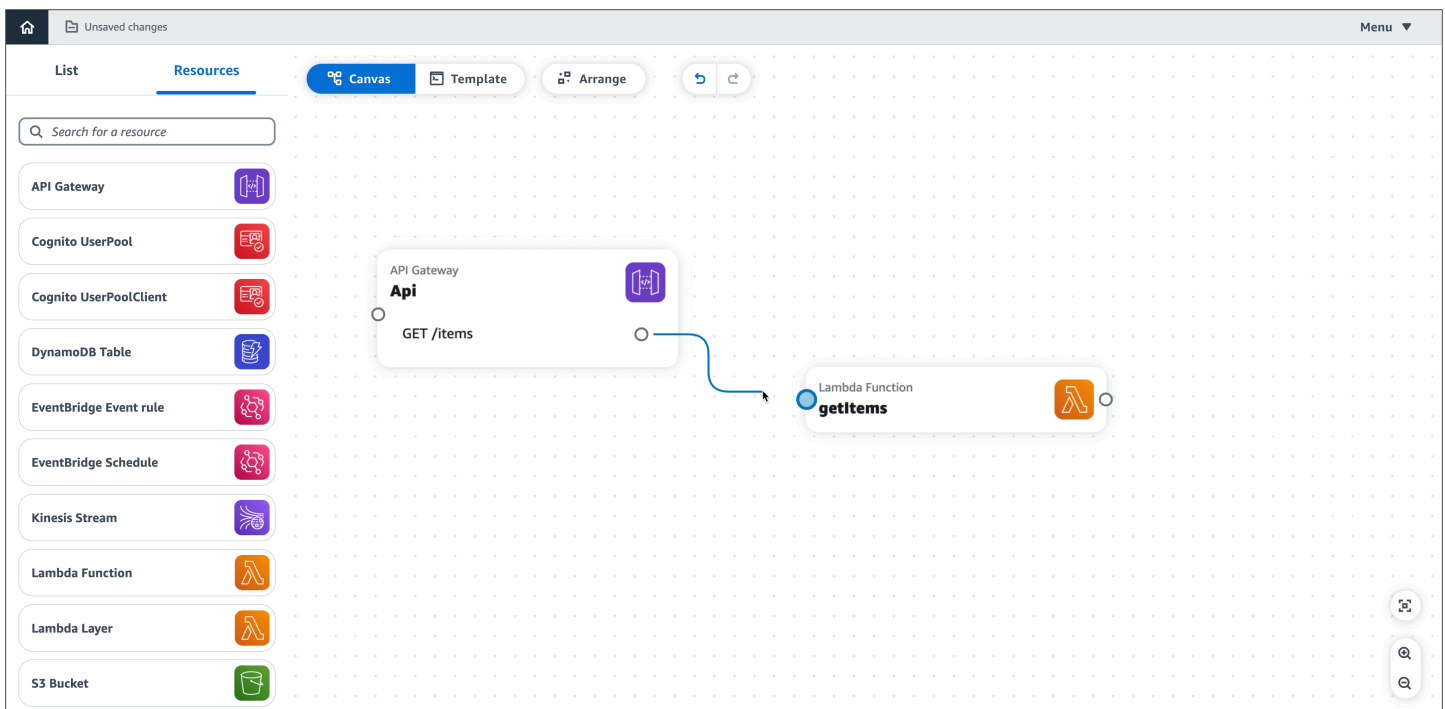 Unsaved changes
Menu ▼
List
Resources
Canvas
Template
Arrange
Search for a resource
API Gateway
Cognito UserPool
Cognito UserPoolClient
DynamoDB Table
EventBridge Event rule
EventBridge Schedule
Kinesis Stream
Lambda Function
Lambda Layer
S3 Bucket
API Gateway
Api
GET /items
Lambda Function
getItems